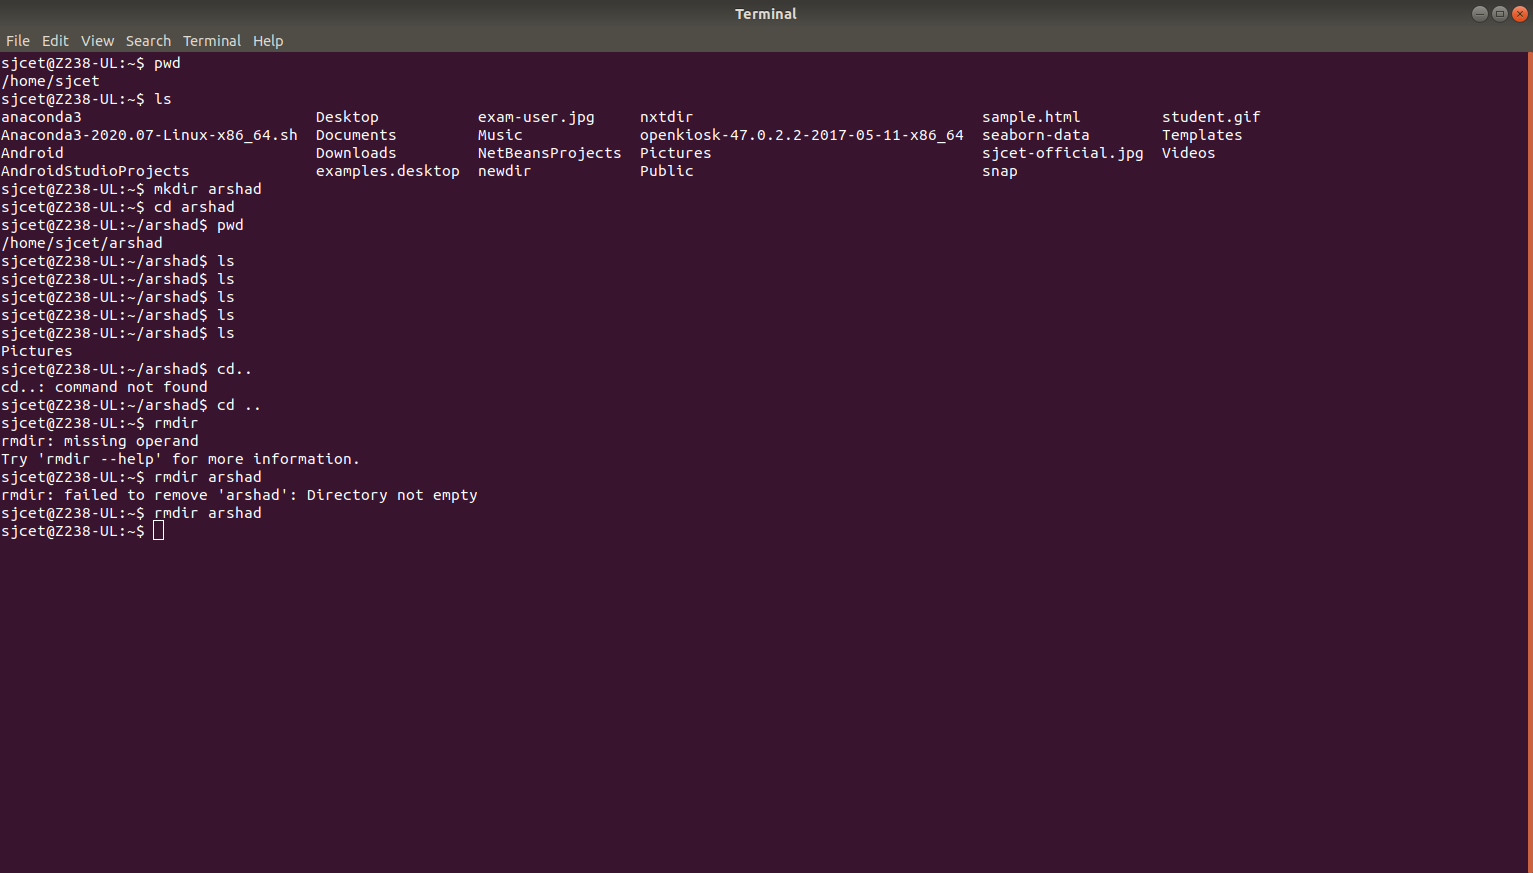 Terminal
File Edit View Search Terminal Help
sjcet@Z238-UL:~$ pwd
/home/sjcet
sjcet@Z238-UL:~$ ls
anaconda3 Desktop exam-user.jpg nxtdir sample.html student.gif
Anaconda3-2020.07-Linux-x86_64.sh Documents Music openkiosk-47.0.2.2-2017-05-11-x86_64 seaborn-data Templates
Android Downloads NetBeansProjects Pictures sjcet-official.jpg Videos
AndroidStudioProjects examples.desktop newdir Public snap
sjcet@Z238-UL:~$ mkdir arshad
sjcet@Z238-UL:~$ cd arshad
sjcet@Z238-UL:~/arshad$ pwd
/home/sjcet/arshad
sjcet@Z238-UL:~/arshad$ ls
sjcet@Z238-UL:~/arshad$ ls
sjcet@Z238-UL:~/arshad$ ls
sjcet@Z238-UL:~/arshad$ ls
sjcet@Z238-UL:~/arshad$ ls
Pictures
sjcet@Z238-UL:~/arshad$ cd..
cd..: command not found
sjcet@Z238-UL:~/arshad$ cd ..
sjcet@Z238-UL:~$ rmdir
rmdir: missing operand
Try 'rmdir --help' for more information.
sjcet@Z238-UL:~$ rmdir arshad
rmdir: failed to remove 'arshad': Directory not empty
sjcet@Z238-UL:~$ rmdir arshad
sjcet@Z238-UL:~$